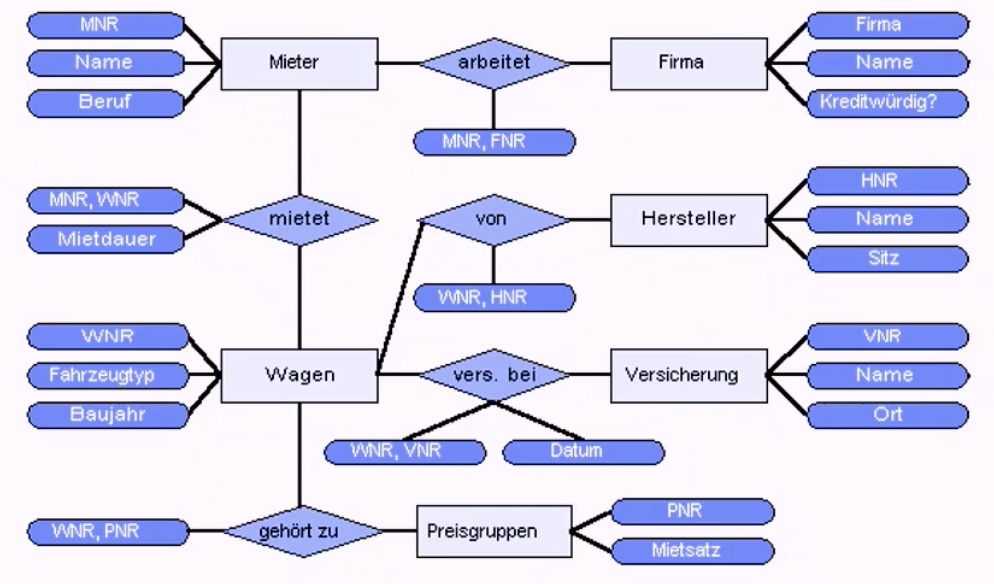 MNR
Name
Beruf
Mieter
arbeitet
MNR, FNR
Firma
Firma
Name
Kreditwürdig?
MNR, WNR
Mietdauer
mietet
von
WNR, HNR
Hersteller
HNR
Name
Sitz
WNR
Fahrzeugtyp
Baujahr
Wagen
vers. bei
WNR, VNR
Datum
Versicherung
VNR
Name
Ort
WNR, PNR
gehört zu
Preisgruppen
PNR
Mietsatz